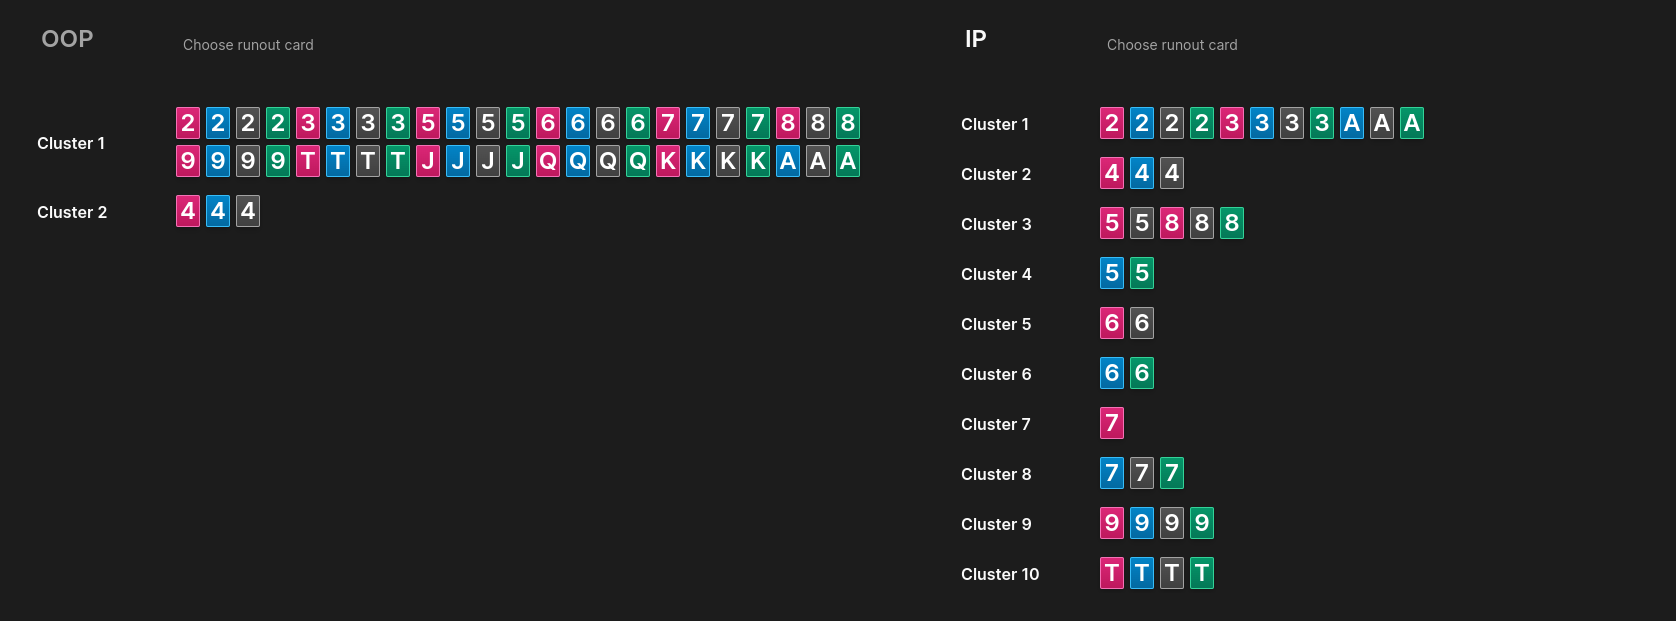 OOP Choose runout card
Cluster 1
2 2 2 2 3 3 3 3 5 5 5 5 6 6 6 6 7 7 7 7 8 8 8
9 9 9 9 T T T T J J J J Q Q Q Q K K K K A A A
Cluster 2 4 4 4
IP Choose runout card
Cluster 1 2 2 2 2 3 3 3 3 A A A
Cluster 2 4 4 4
Cluster 3 5 5 8 8 8
Cluster 4 5 5
Cluster 5 6 6
Cluster 6 6 6
Cluster 7 7
Cluster 8 7 7 7
Cluster 9 9 9 9 9
Cluster 10 T T T T